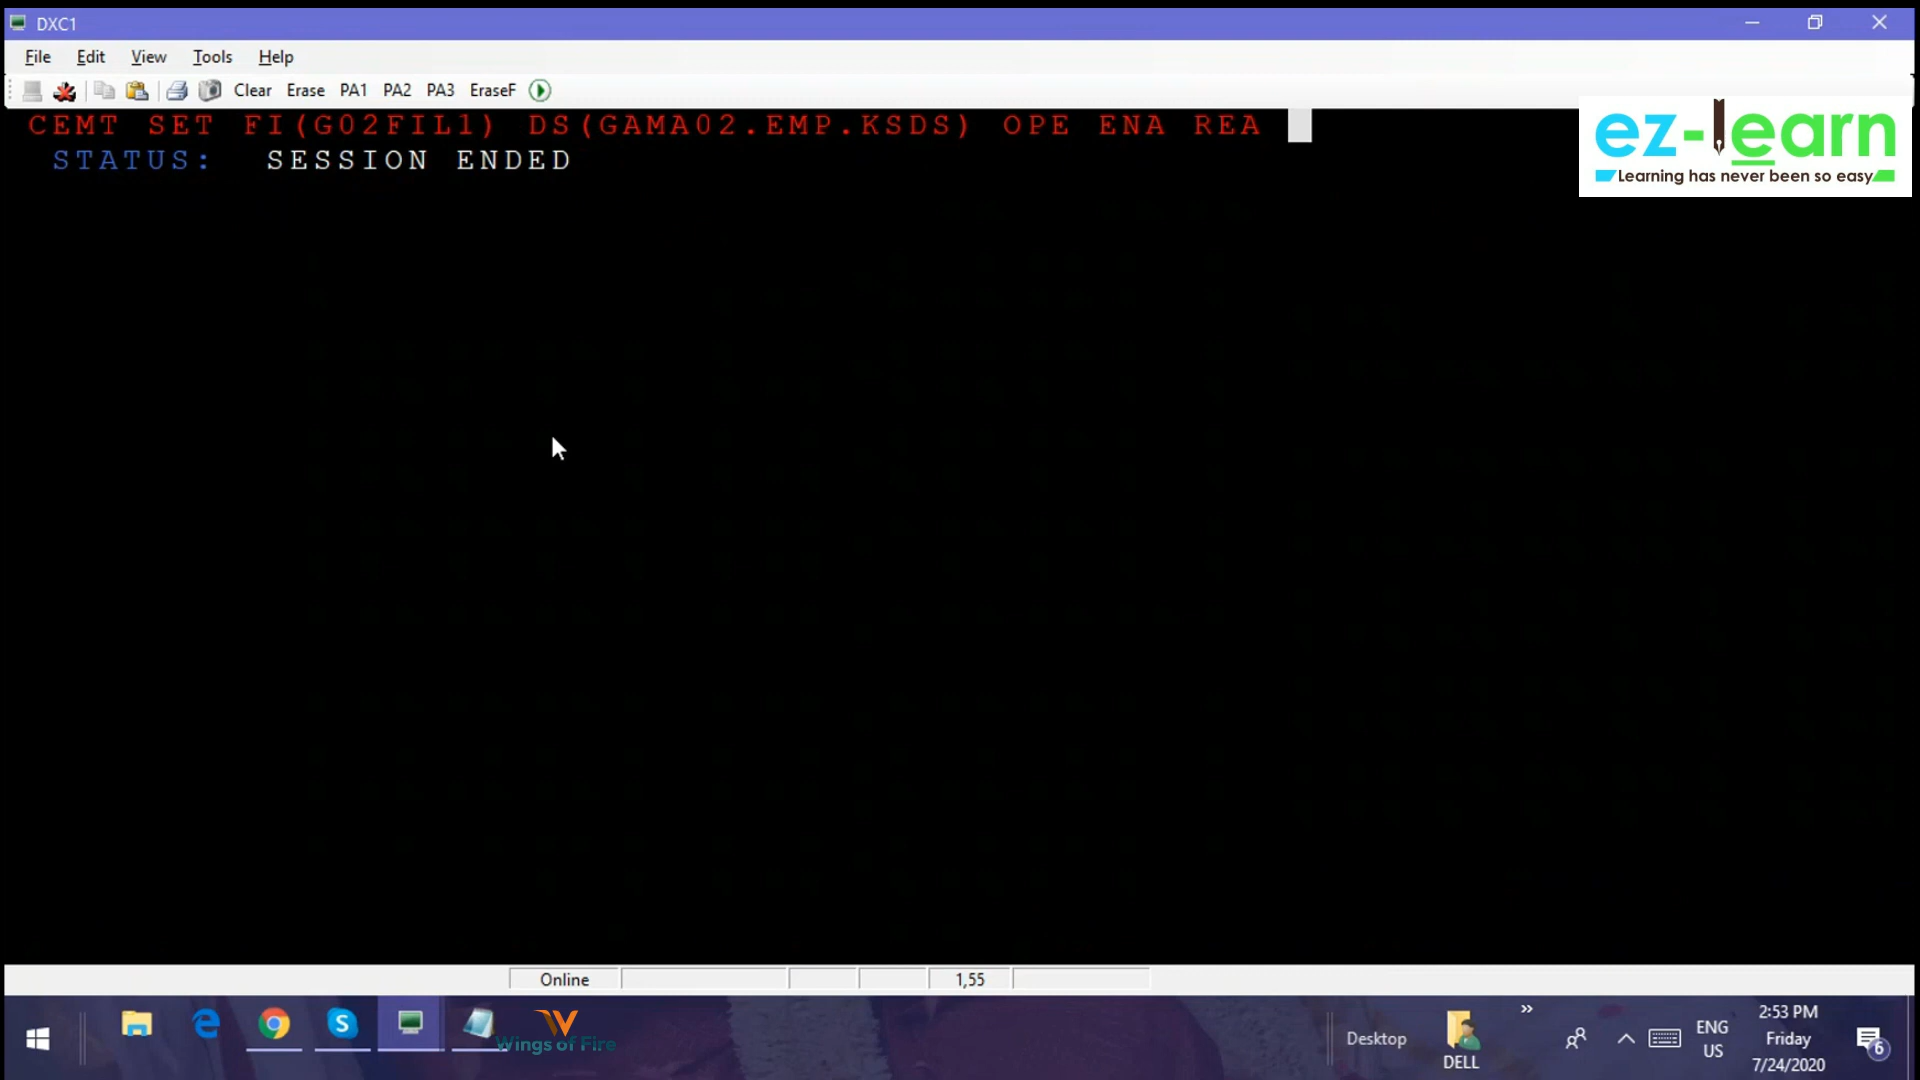 DXC1
File Edit View Tools Help
Clear Erase PA1 PA2 PA3 EraseF
CEMT SET FI(G02FIL1) DS(GAMA02.EMP.KSDS) OPE ENA REA
STATUS: SESSION ENDED
ez-learn
Learning has never been so easy
Online 1,55
Wings of Fire
Desktop
DELL
ENG
US
2:53 PM
Friday
7/24/2020
6